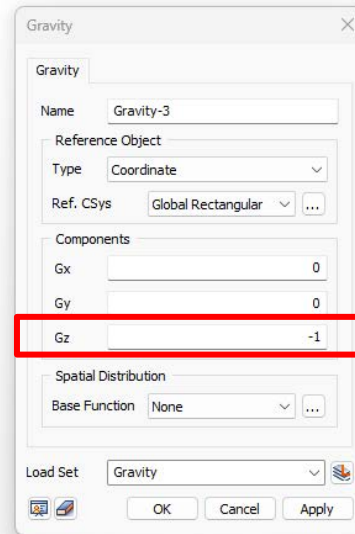 Gravity
Gravity
Name Gravity-3
Reference Object
Type Coordinate
Ref. CSys Global Rectangular ...
Components
Gx 0
Gy 0
Gz -1
Spatial Distribution
Base Function None ...
Load Set Gravity
OK Cancel Apply